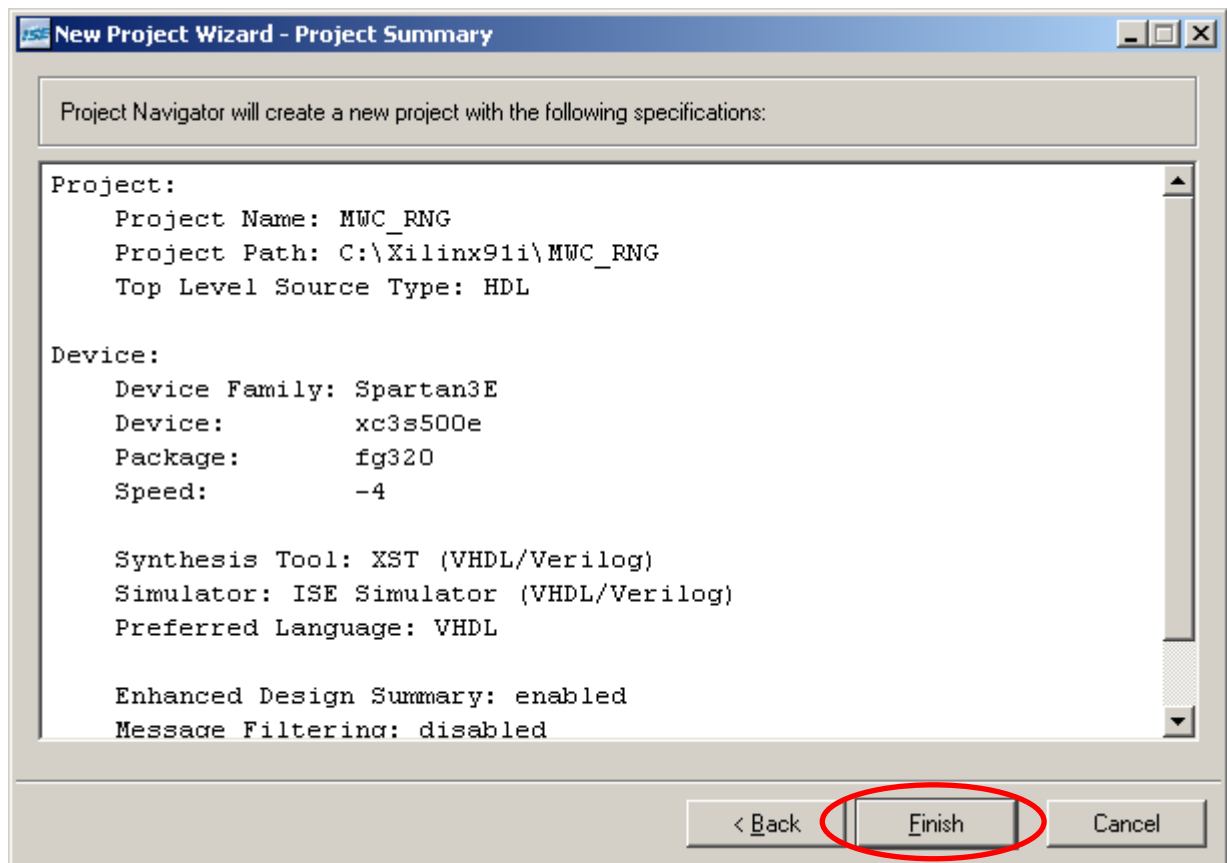 ISE New Project Wizard - Project Summary
Project Navigator will create a new project with the following specifications:
Project:
Project Name: MWC_RNG
Project Path: C:\Xilinx91i\MWC_RNG
Top Level Source Type: HDL
Device:
Device Family: Spartan3E
Device: xc3s500e
Package: fg320
Speed: -4
Synthesis Tool: XST (VHDL/Verilog)
Simulator: ISE Simulator (VHDL/Verilog)
Preferred Language: VHDL
Enhanced Design Summary: enabled
Message Filtering: disabled
< Back Finish Cancel